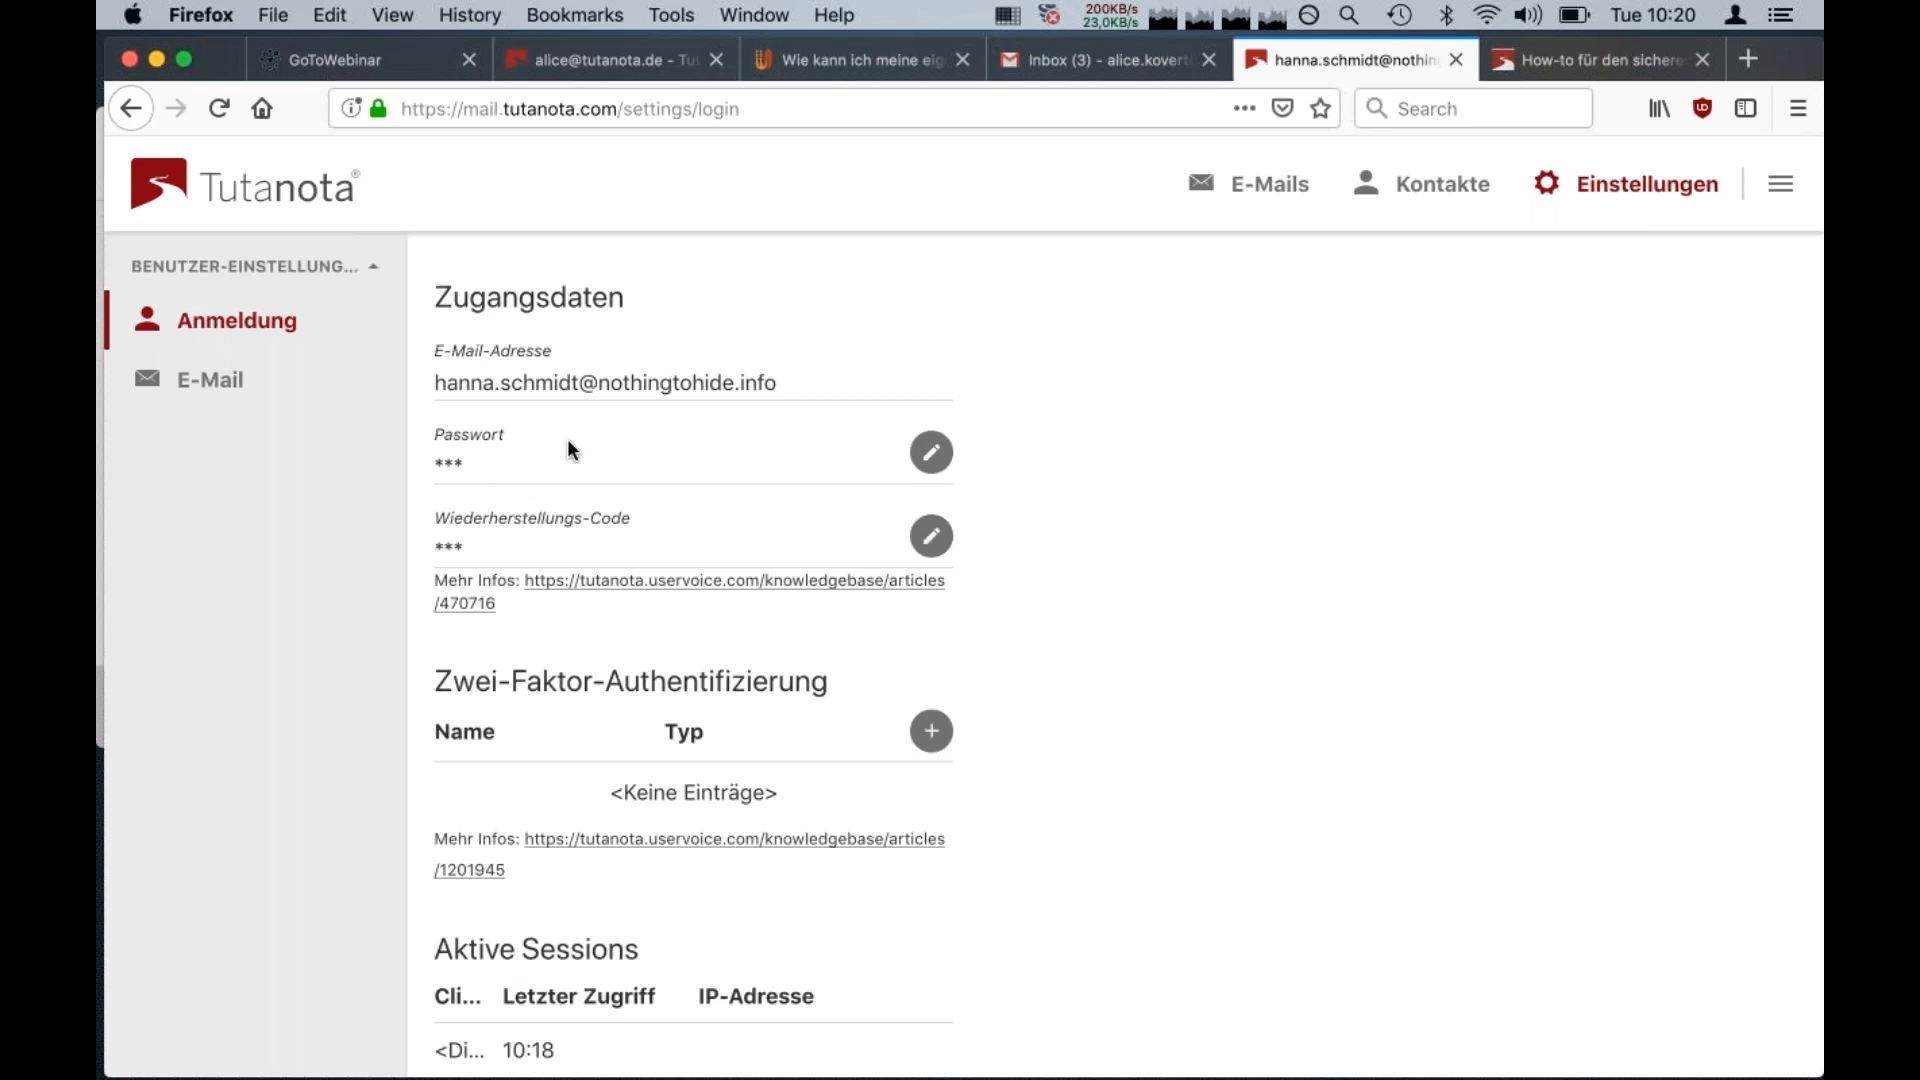 Firefox File Edit View History Bookmarks Tools Window Help 200KB/s 23,0KB/s Tue 10:20
GoToWebinar alice@tutanota.de - Tu Wie kann ich meine eig Inbox (3) - alice.kovert hanna.schmidt@nothin How-to für den sichere
https://mail.tutanota.com/settings/login Search
Tutanota® E-Mails Kontakte Einstellungen
BENUTZER-EINSTELLUNG...
Anmeldung
E-Mail
Zugangsdaten
E-Mail-Adresse
hanna.schmidt@nothingtohide.info
Passwort
***
Wiederherstellungs-Code
***
Mehr Infos: https://tutanota.uservoice.com/knowledgebase/articles
/470716
Zwei-Faktor-Authentifizierung
Name Typ
<Keine Einträge>
Mehr Infos: https://tutanota.uservoice.com/knowledgebase/articles
/1201945
Aktive Sessions
Cli... Letzter Zugriff IP-Adresse
<Di... 10:18